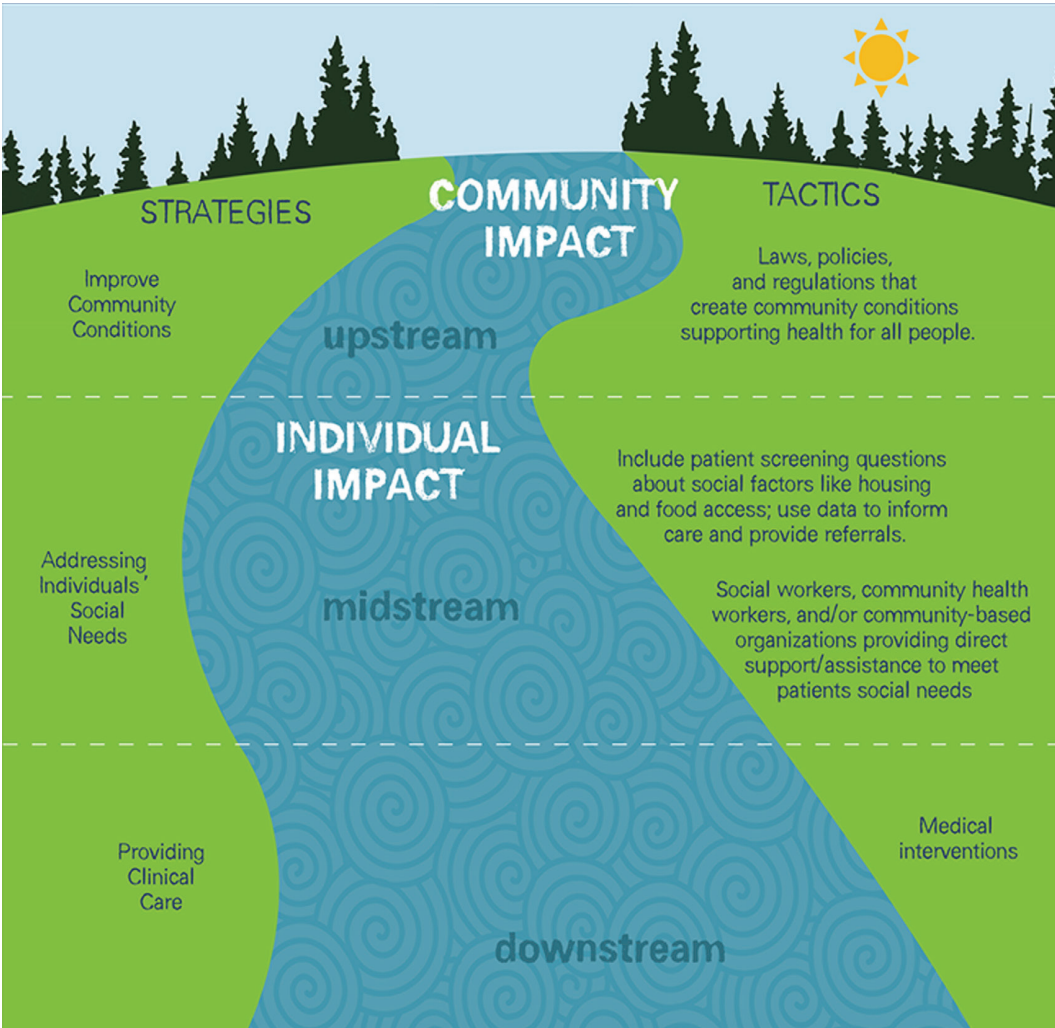 STRATEGIES
COMMUNITY
IMPACT
TACTICS
Improve
Community
Conditions
upstream
Laws, policies,
and regulations that
create community conditions
supporting health for all people.
INDIVIDUAL
IMPACT
Addressing
Individuals'
Social
Needs
midstream
Include patient screening questions
about social factors like housing
and food access; use data to inform
care and provide referrals.
Social workers, community health
workers, and/or community-based
organizations providing direct
support/assistance to meet
patients social needs
Providing
Clinical
Care
downstream
Medical
interventions